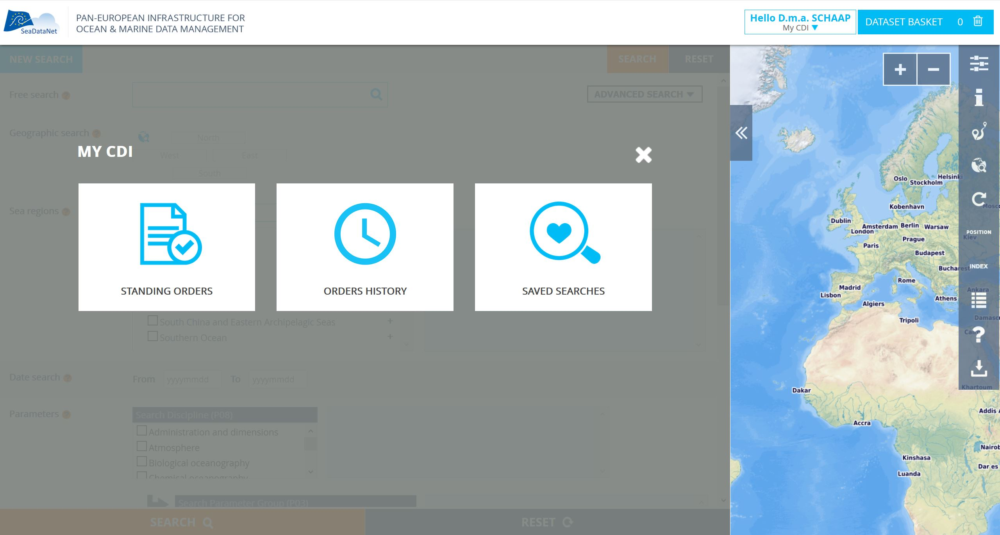 SeaDataNet
PAN-EUROPEAN INFRASTRUCTURE FOR
OCEAN & MARINE DATA MANAGEMENT
Hello D.m.a. SCHAAP
My CDI
DATASET BASKET 0
NEW SEARCH
SEARCH
RESET
Free search
ADVANCED SEARCH
Geographic search
North
West
East
South
MY CDI
Sea regions
STANDING ORDERS
ORDERS HISTORY
SAVED SEARCHES
South China and Eastern Archipelagic Seas +
Southern Ocean +
Date search
From yyyymmdd To yyyymmdd
Parameters
Search Discipline (P08)
Administration and dimensions
Atmosphere
Biological oceanography
Chemical oceanography
Search Parameter Group (P03)
SEARCH
RESET
Oslo
Helsinki
Stockholm
Kobenhavn
Dublin
Amsterdam
Berlin
Warsaw
London
Prague
Paris
Budapest
Bucharest
Rome
Madrid
Lisbon
Algiers
Athens
Tripoli
Kiev
Ankara
Khartoum
Dakar
Addis
Accra
Kinshasa
Dar es
Luanda
POSITION
INDEX